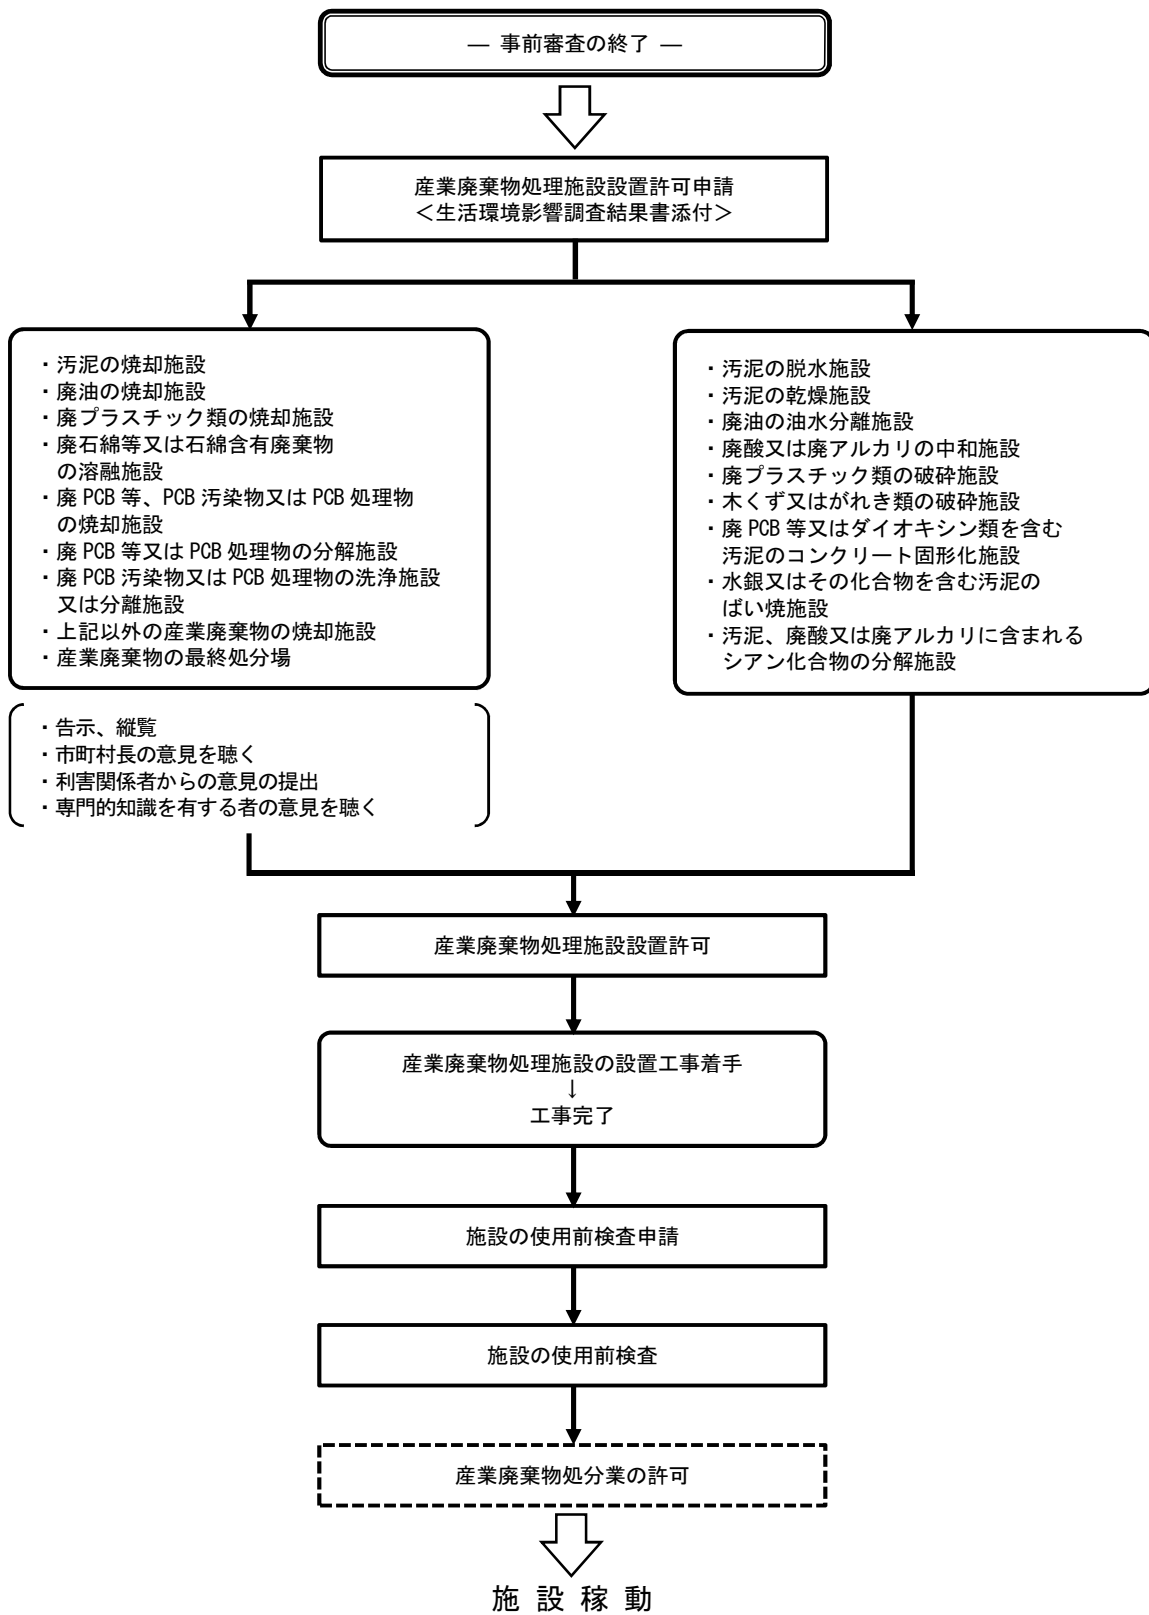 ― 事前審査の終了 ―
産業廃棄物処理施設設置許可申請
＜生活環境影響調査結果書添付＞
・汚泥の焼却施設
・廃油の焼却施設
・廃プラスチック類の焼却施設
・廃石綿等又は石綿含有廃棄物
の溶融施設
・廃 PCB 等、PCB 汚染物又は PCB 処理物
の焼却施設
・廃 PCB 等又は PCB 処理物の分解施設
・廃 PCB 汚染物又は PCB 処理物の洗浄施設
又は分離施設
・上記以外の産業廃棄物の焼却施設
・産業廃棄物の最終処分場
・告示、縦覧
・市町村長の意見を聴く
・利害関係者からの意見の提出
・専門的知識を有する者の意見を聴く
・汚泥の脱水施設
・汚泥の乾燥施設
・廃油の油水分離施設
・廃酸又は廃アルカリの中和施設
・廃プラスチック類の破砕施設
・木くず又はがれき類の破砕施設
・廃 PCB 等又はダイオキシン類を含む
汚泥のコンクリート固形化施設
・水銀又はその化合物を含む汚泥の
ばい焼施設
・汚泥、廃酸又は廃アルカリに含まれる
シアン化合物の分解施設
産業廃棄物処理施設設置許可
産業廃棄物処理施設の設置工事着手
↓
工事完了
施設の使用前検査申請
施設の使用前検査
産業廃棄物処分業の許可
施 設 稼 動